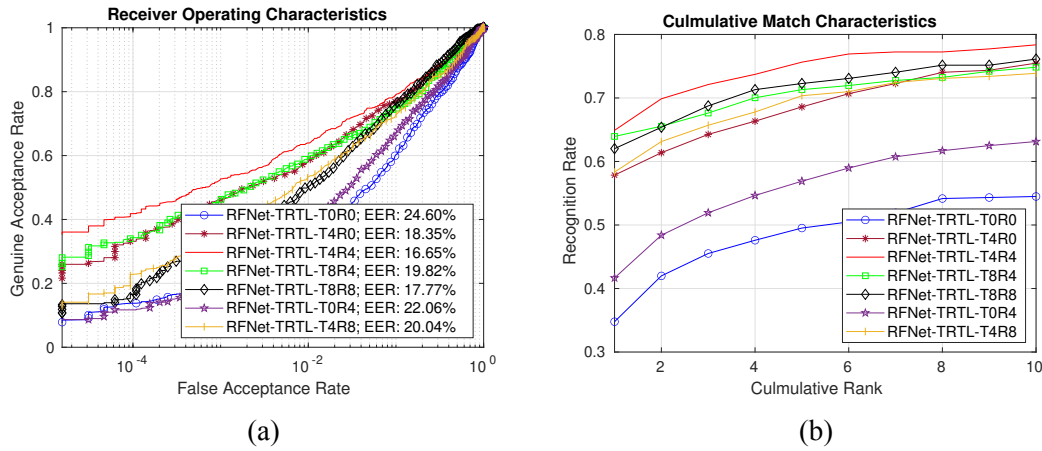 Receiver Operating Characteristics
Genuine Acceptance Rate
1
0.8
0.6
0.4
0.2
0
RFNet-TRTL-T0R0; EER: 24.60%
RFNet-TRTL-T4R0; EER: 18.35%
RFNet-TRTL-T4R4; EER: 16.65%
RFNet-TRTL-T8R4; EER: 19.82%
RFNet-TRTL-T8R8; EER: 17.77%
RFNet-TRTL-T0R4; EER: 22.06%
RFNet-TRTL-T4R8; EER: 20.04%
10^-4 10^-2 10^0
False Acceptance Rate
(a)
Culmulative Match Characteristics
Recognition Rate
0.8
0.7
0.6
0.5
0.4
0.3
RFNet-TRTL-T0R0
RFNet-TRTL-T4R0
RFNet-TRTL-T4R4
RFNet-TRTL-T8R4
RFNet-TRTL-T8R8
RFNet-TRTL-T0R4
RFNet-TRTL-T4R8
2 4 6 8 10
Culmulative Rank
(b)